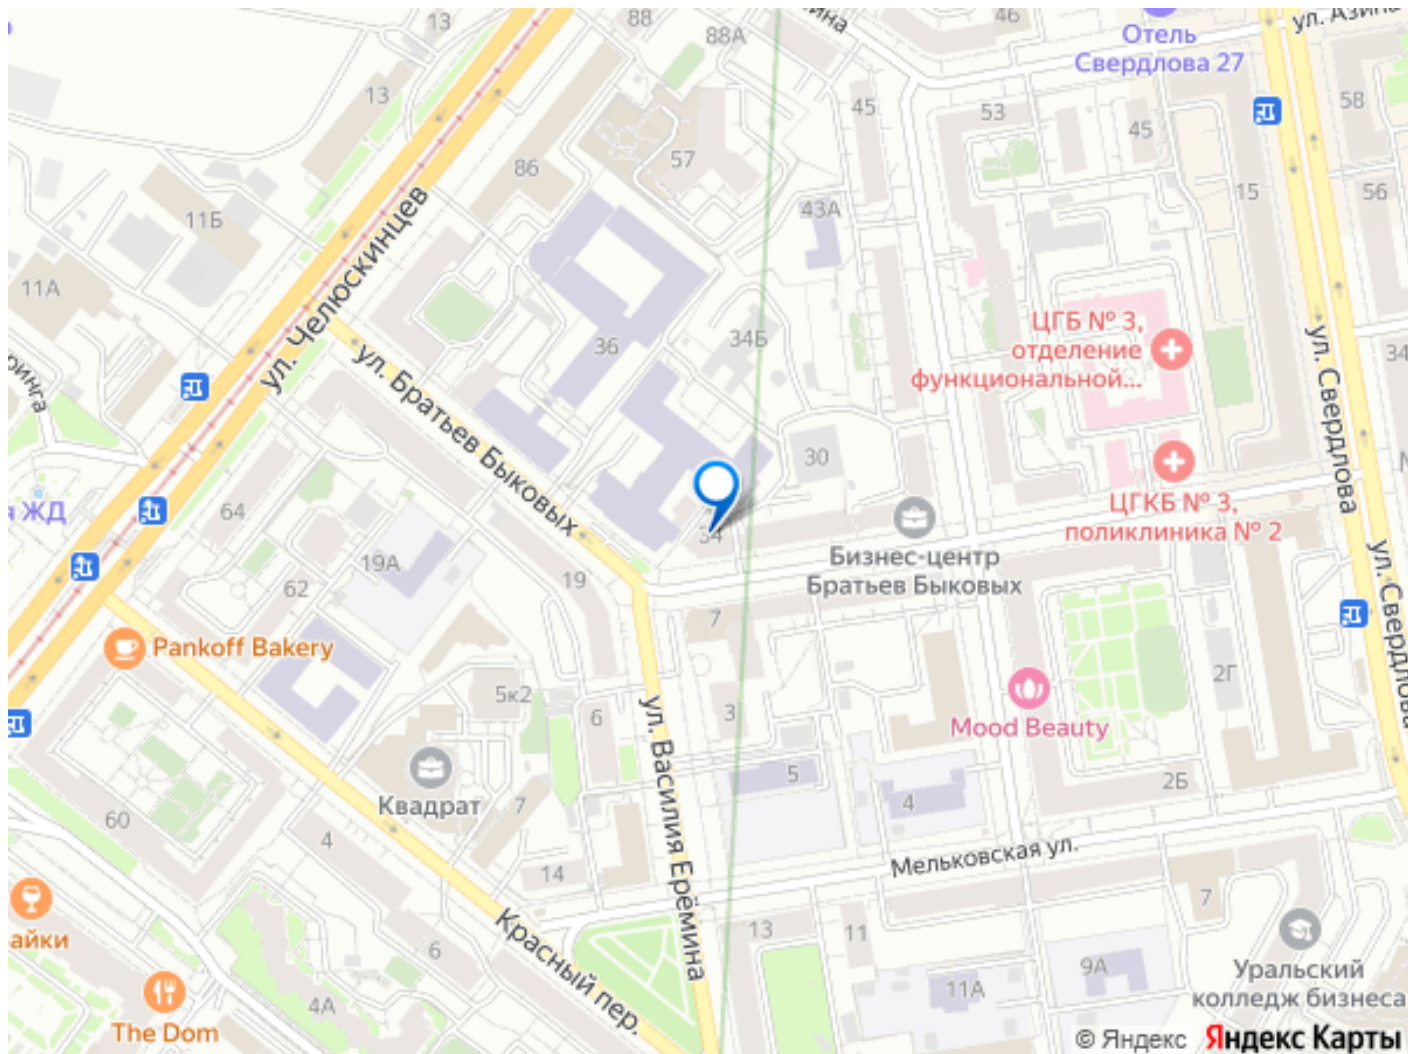 13
88
88А
46
ул. Азина
Отель
Свердлова 27
13
45
53
45
58
86
57
15
56
11Б
43А
ул. Челюскинцев
11А
ЦГБ № 3,
отделение
функциональной...
34Б
36
34
ул. Братьев Быковых
ул. Свердлова
30
64
ЦГКБ № 3,
поликлиника № 2
34
Бизнес-центр
Братьев Быковых
ЖД
19А
19
62
7
ул. Свердлова
Pankoff Bakery
2Г
5к2
6
3
Mood Beauty
ул. Василия Ерёмина
5
2Б
Квадрат
7
4
60
4
Мельковская ул.
14
7
13
11
6
Красный пер.
9А
Уральский
колледж бизнеса
11А
4А
The Dom
© Яндекс Яндекс Карты